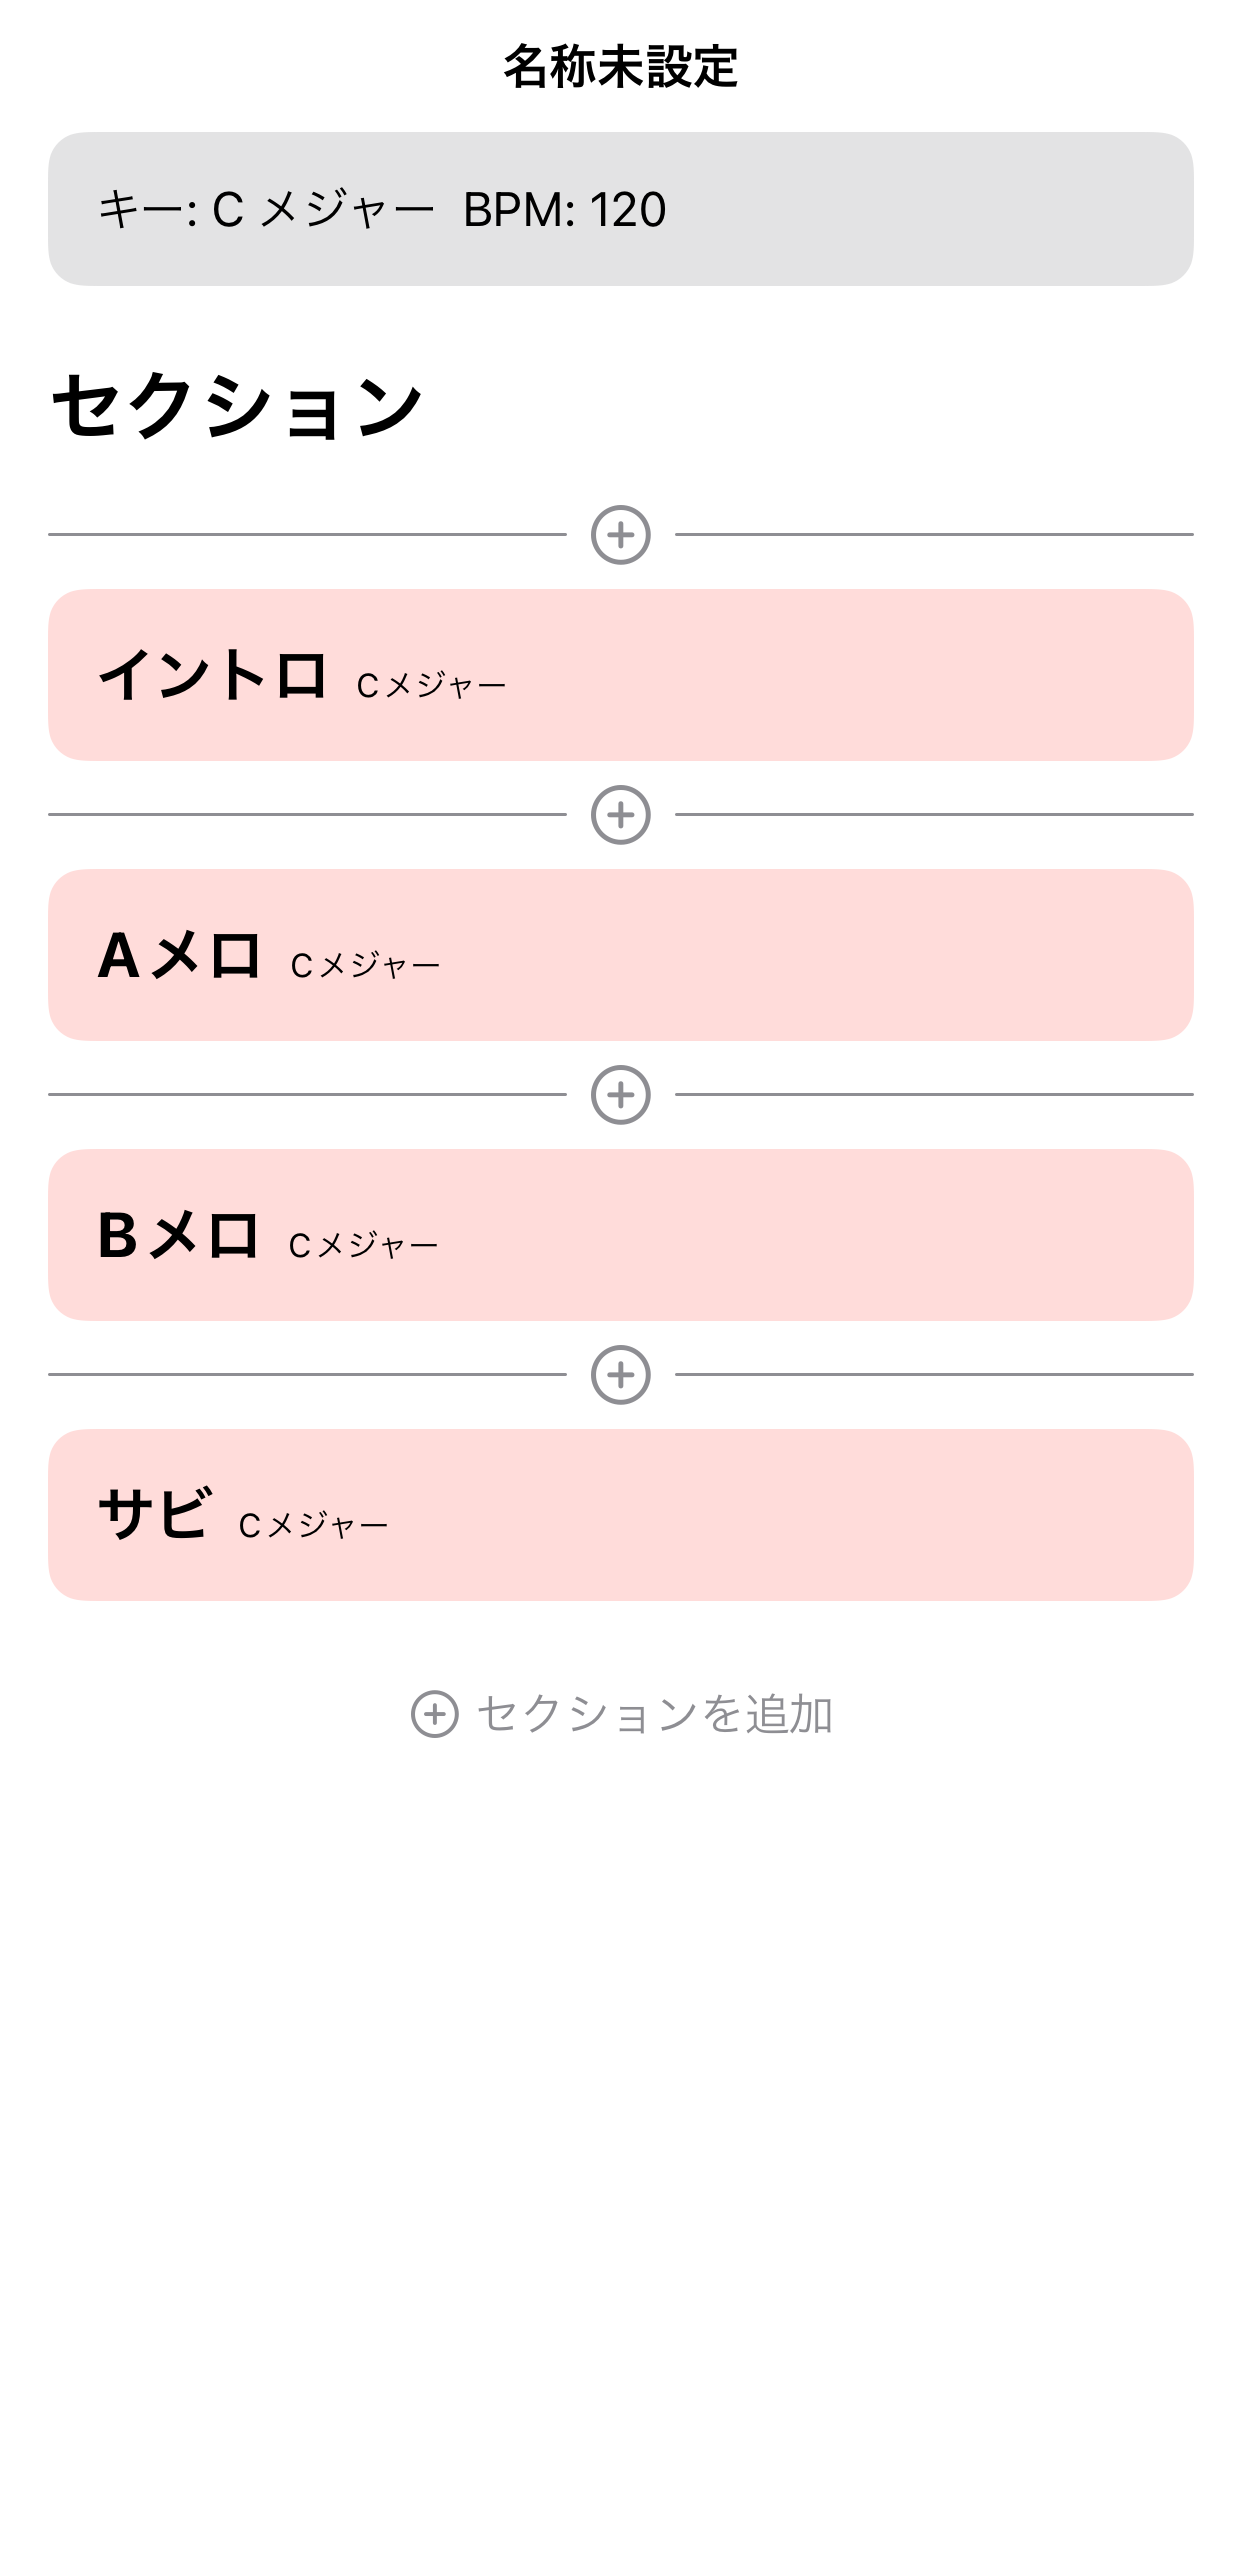 名称未設定
キー: C メジャー BPM: 120
セクション
イントロ Cメジャー
Aメロ Cメジャー
Bメロ Cメジャー
サビ Cメジャー
セクションを追加